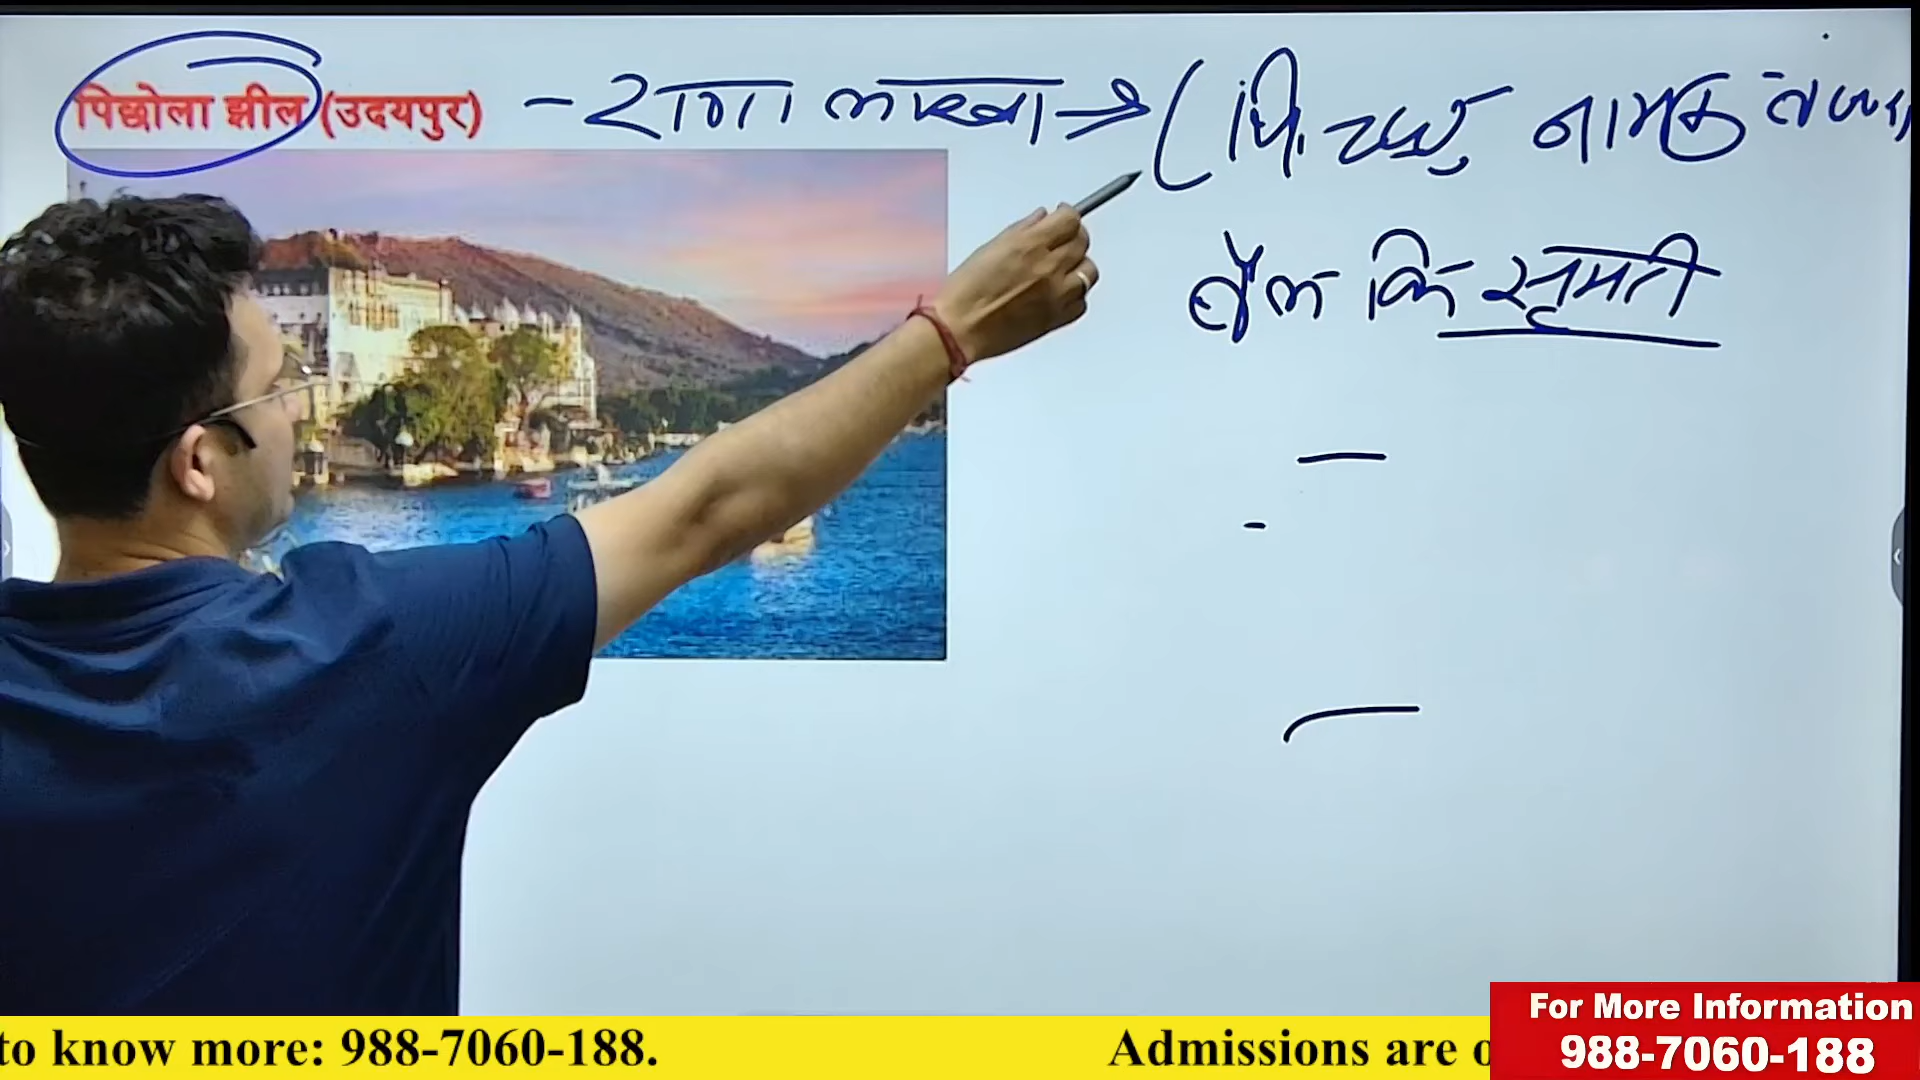 पिछोला झील (उदयपुर) - राणा लाखा → ( नामक
बैल कि स्मृती
to know more: 988-7060-188. Admissions are o
For More Information
988-7060-188